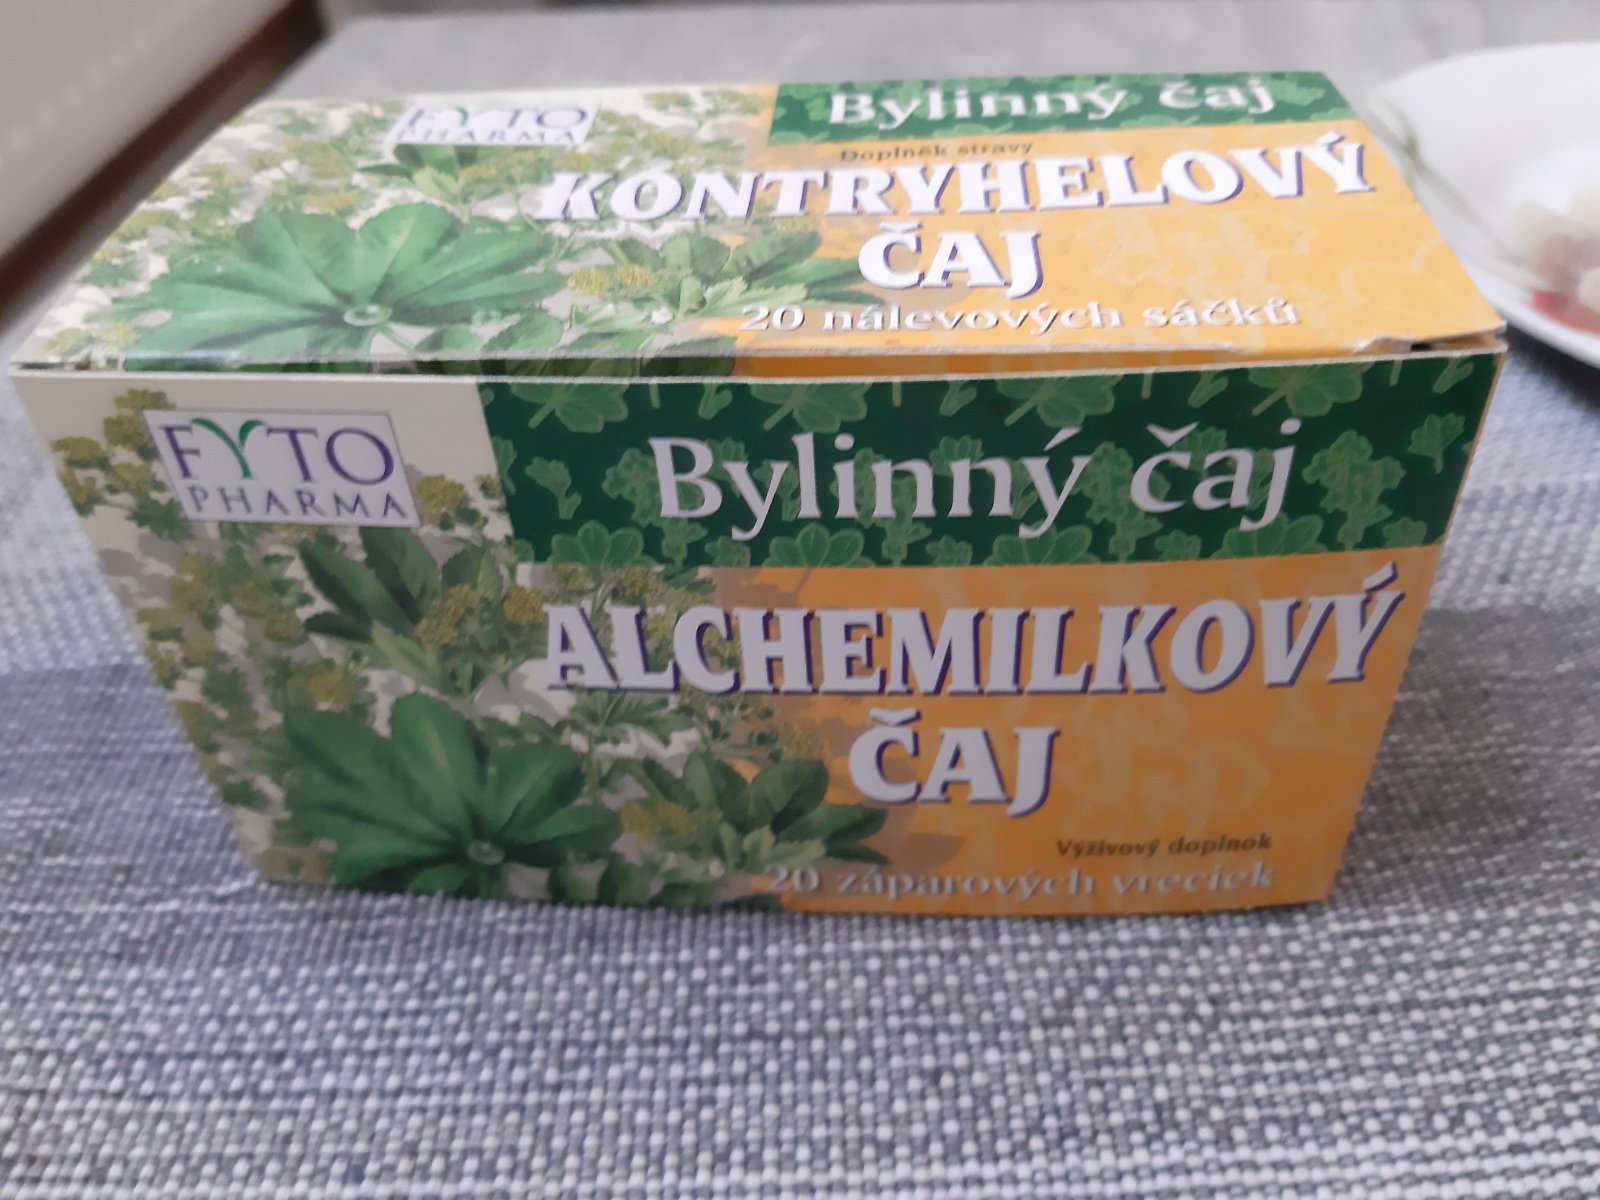 FYTO
PHARMA
Bylinný čaj
Doplněk stravy
KONTRYHELOVÝ
ČAJ
20 nálevových sáčků
FYTO
PHARMA
Bylinný čaj
ALCHEMILKOVÝ
ČAJ
Výživový doplnok
20 záparových vreciek